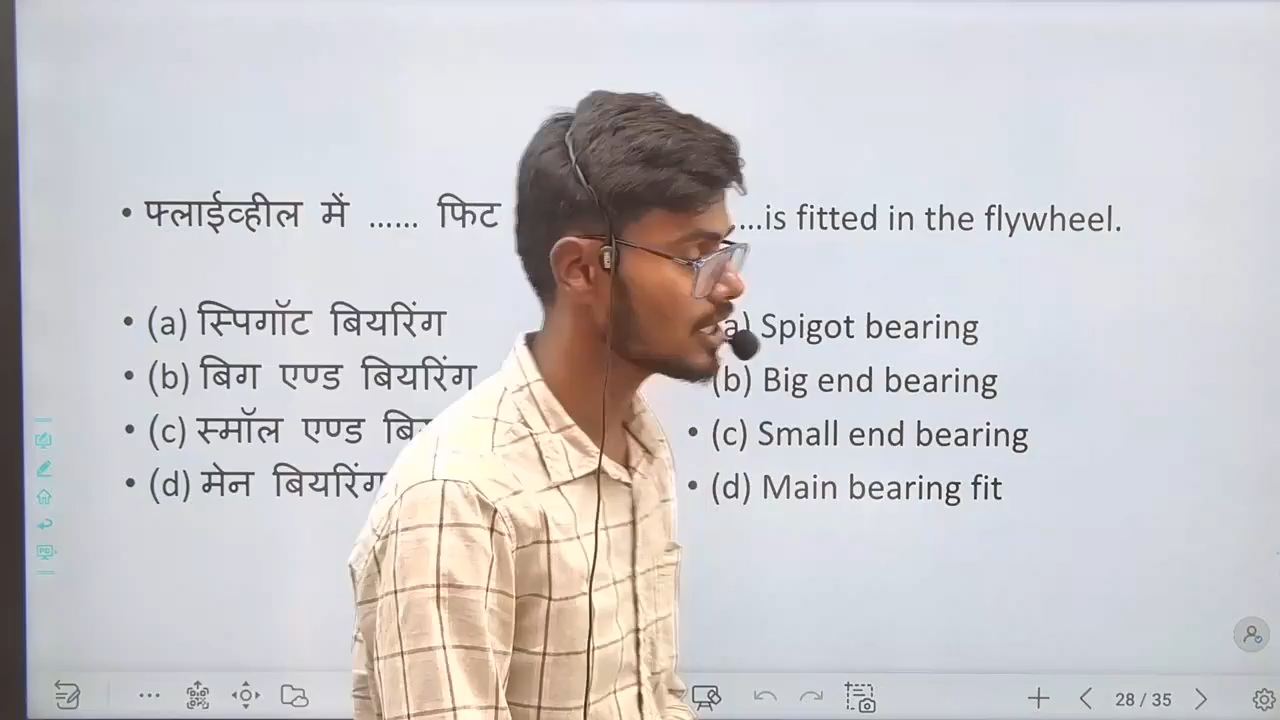 • फ्लाईव्हील में ...... फिट
...is fitted in the flywheel.
• (a) स्पिगॉट बियरिंग
• (b) बिग एण्ड बियरिंग
• (c) स्मॉल एण्ड
• (d) मेन बियरिंग
a) Spigot bearing
(b) Big end bearing
• (c) Small end bearing
• (d) Main bearing fit
28 / 35